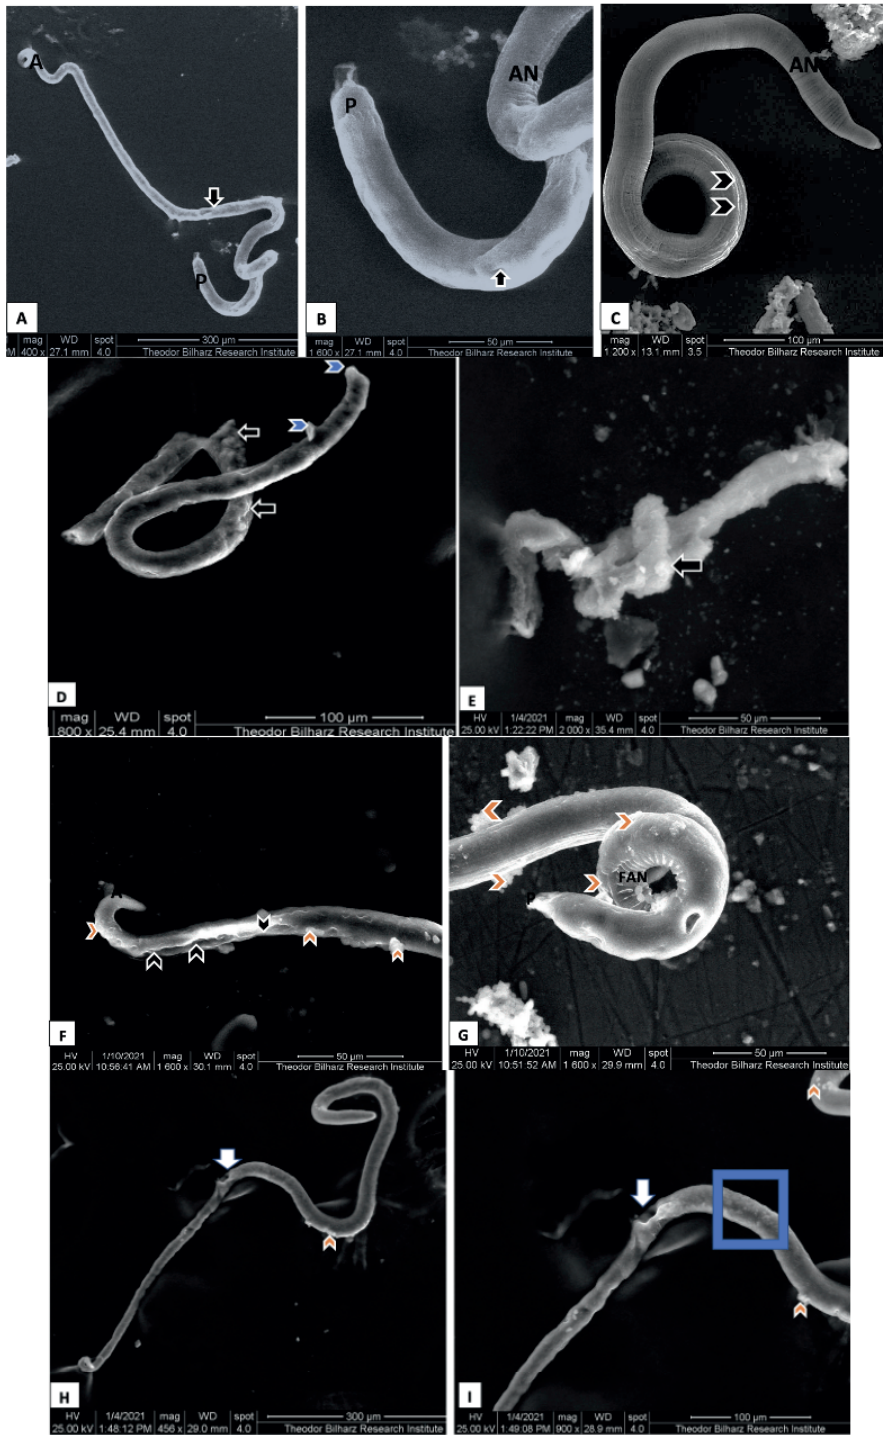 A
P
A
mag WD spot 300 µm
M 400 x 27.1 mm 4.0 Theodor Bilharz Research Institute
AN
P
B
mag WD spot 50 µm
1 600 x 27.1 mm 4.0 Theodor Bilharz Research Institute
AN
C
mag WD spot 100 µm
1 200 x 13.1 mm 3.5 Theodor Bilharz Research Institute
D
mag WD spot 100 µm
800 x 25.4 mm 4.0 Theodor Bilharz Research Institute
E
HV 1/4/2021 mag WD spot 50 µm
25.00 kV 1:22:22 PM 2 000 x 35.4 mm 4.0 Theodor Bilharz Research Institute
A
F
HV 1/10/2021 mag WD spot 50 µm
25.00 kV 10:56:41 AM 1 600 x 30.1 mm 4.0 Theodor Bilharz Research Institute
FAN
P
G
HV 1/10/2021 mag WD spot 50 µm
25.00 kV 10:51:52 AM 1 600 x 29.9 mm 4.0 Theodor Bilharz Research Institute
H
HV 1/4/2021 mag WD spot 300 µm
25.00 kV 1:48:12 PM 456 x 29.0 mm 4.0 Theodor Bilharz Research Institute
I
HV 1/4/2021 mag WD spot 100 µm
25.00 kV 1:49:08 PM 900 x 28.9 mm 4.0 Theodor Bilharz Research Institute